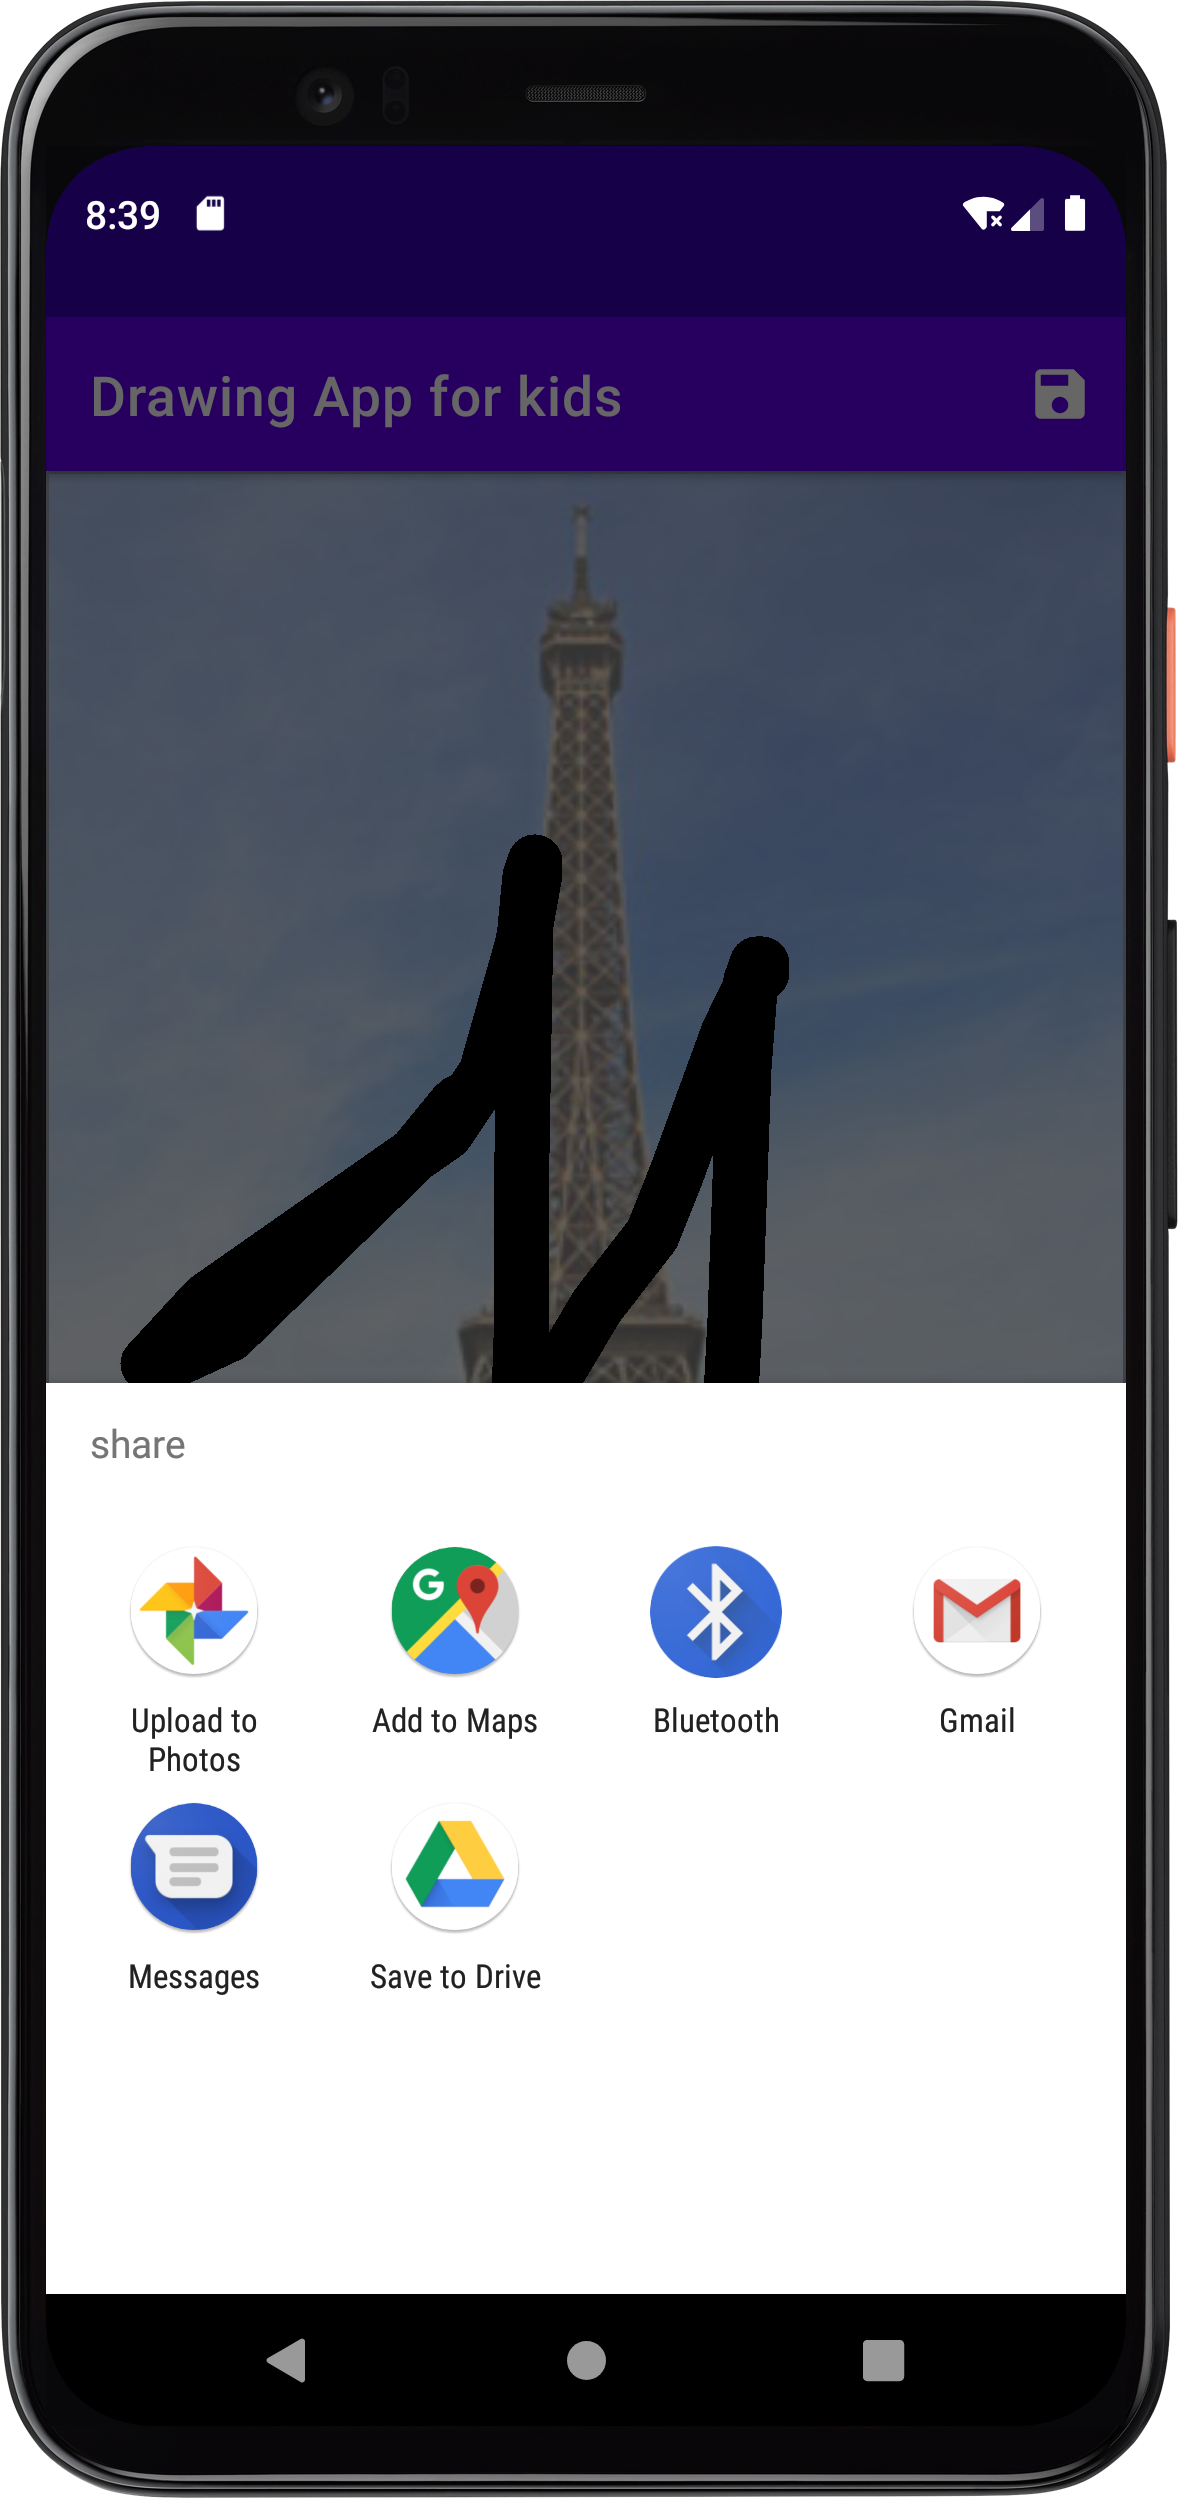 8:39
Drawing App for kids
share
Upload to
Photos
Add to Maps
Bluetooth
Gmail
Messages
Save to Drive